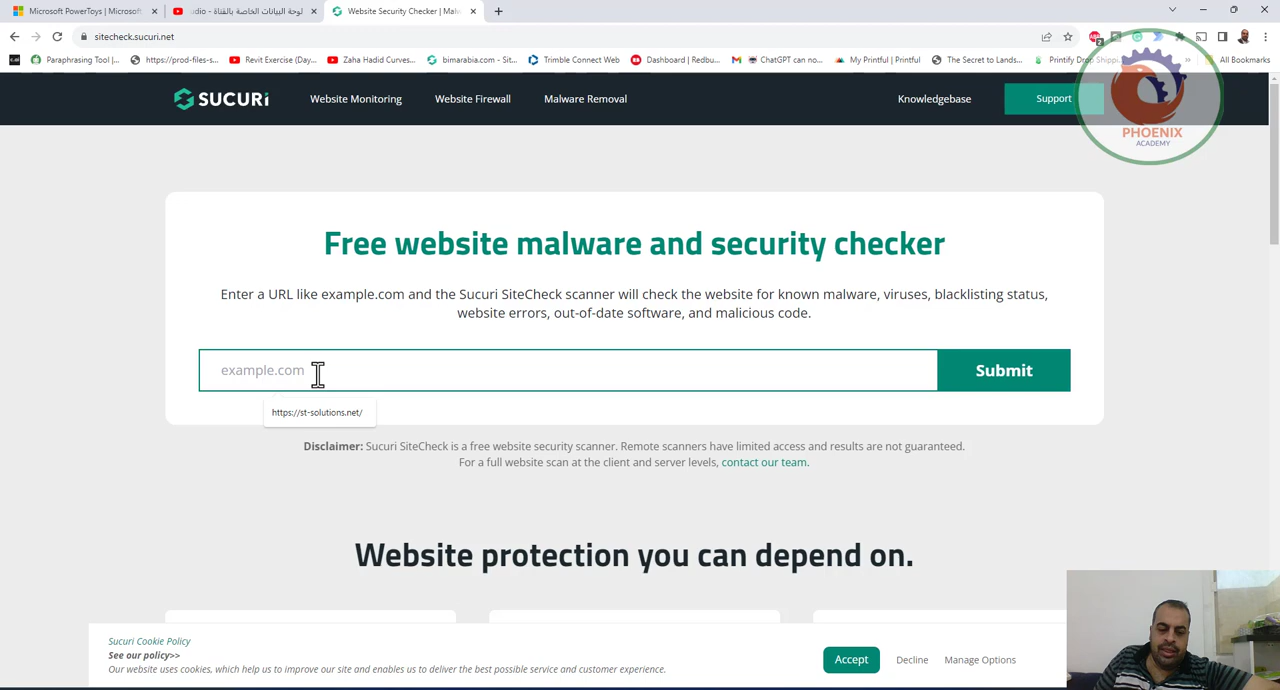 Microsoft PowerToys | Microsoft
لوحة البيانات الخاصة بالقناة - udio
Website Security Checker | Malw
sitecheck.sucuri.net
Paraphrasing Tool |...
https://prod-files-s...
Revit Exercise (Day...
Zaha Hadid Curves...
bimarabia.com - Sit...
Trimble Connect Web
Dashboard | Redbu...
ChatGPT can no...
My Printful | Printful
The Secret to Lands...
Printify Drop Shippi
»
All Bookmarks
SUCURi
Website Monitoring
Website Firewall
Malware Removal
Knowledgebase
Support
PHOENIX
ACADEMY
Free website malware and security checker
Enter a URL like example.com and the Sucuri SiteCheck scanner will check the website for known malware, viruses, blacklisting status,
website errors, out-of-date software, and malicious code.
example.com
Submit
https://st-solutions.net/
Disclaimer: Sucuri SiteCheck is a free website security scanner. Remote scanners have limited access and results are not guaranteed.
For a full website scan at the client and server levels, contact our team.
Website protection you can depend on.
Sucuri Cookie Policy
See our policy>>
Our website uses cookies, which help us to improve our site and enables us to deliver the best possible service and customer experience.
Accept
Decline
Manage Options